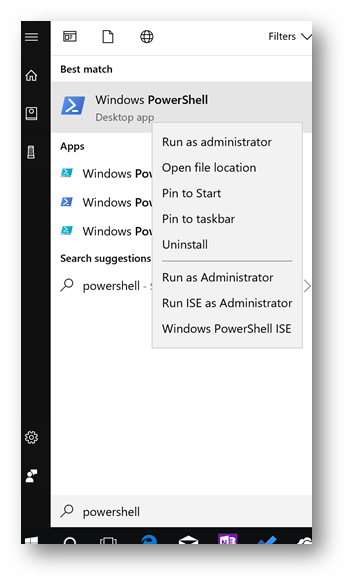 Filters
Best match
Windows PowerShell
Desktop app
Run as administrator
Open file location
Pin to Start
Pin to taskbar
Uninstall
Run as Administrator
Run ISE as Administrator
Windows PowerShell ISE
Apps
Windows Pow
Windows Pow
Windows Pow
Search suggestions
powershell - S
powershell